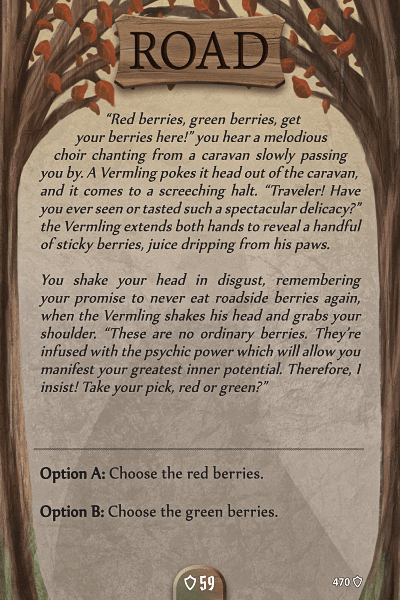 ROAD
“Red berries, green berries, get
your berries here!” you hear a melodious
choir chanting from a caravan slowly passing
you by. A Vermling pokes it head out of the caravan,
and it comes to a screeching halt. “Traveler! Have
you ever seen or tasted such a spectacular delicacy?”
the Vermling extends both hands to reveal a handful
of sticky berries, juice dripping from his paws.
You shake your head in disgust, remembering
your promise to never eat roadside berries again,
when the Vermling shakes his head and grabs your
shoulder. “These are no ordinary berries. They’re
infused with the psychic power which will allow you
manifest your greatest inner potential. Therefore, I
insist! Take your pick, red or green?”
Option A: Choose the red berries.
Option B: Choose the green berries.
59
470